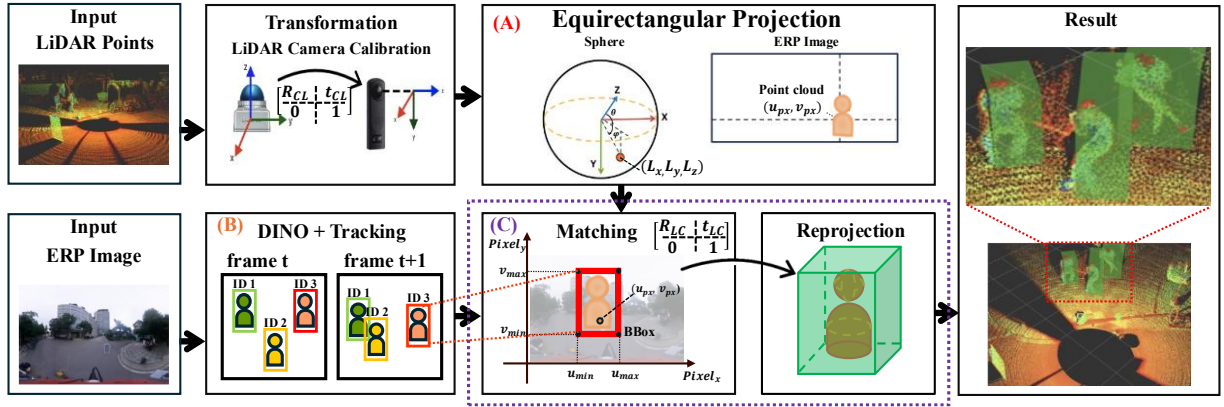 Input
LiDAR Points
Transformation
LiDAR Camera Calibration
Z
y
X
[R_CL t_CL
0 1]
z
x
Y
(A) Equirectangular Projection
Sphere
Z
θ
X
φ
Y
(L_x, L_y, L_z)
ERP Image
Point cloud
(u_px, v_px)
Result
Input
ERP Image
(B) DINO + Tracking
frame t
ID 1
ID 3
ID 2
frame t+1
ID 1
ID 3
ID 2
(C) Matching
[R_LC t_LC
0 1]
Pixel_y
v_max
(u_px, v_px)
v_min
BBox
u_min u_max Pixel_x
Reprojection